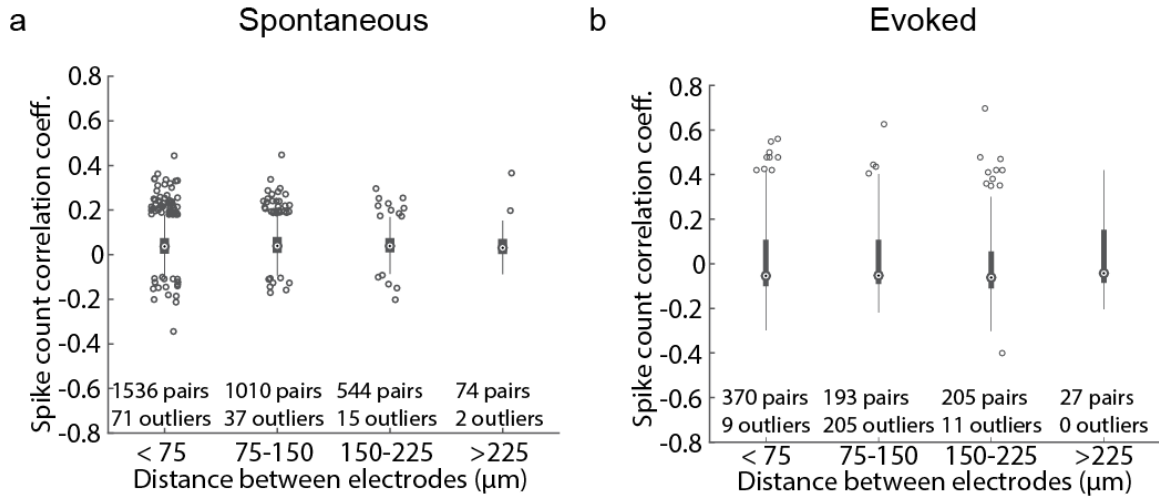 a Spontaneous
Spike count correlation coeff.
0.8
0.6
0.4
0.2
0
-0.2
-0.4
-0.6
-0.8
1536 pairs 1010 pairs 544 pairs 74 pairs
71 outliers 37 outliers 15 outliers 2 outliers
< 75 75-150 150-225 >225
Distance between electrodes (μm)
b Evoked
Spike count correlation coeff.
0.8
0.6
0.4
0.2
0
-0.2
-0.4
-0.6
-0.8
370 pairs 193 pairs 205 pairs 27 pairs
9 outliers 205 outliers 11 outliers 0 outliers
< 75 75-150 150-225 >225
Distance between electrodes (μm)